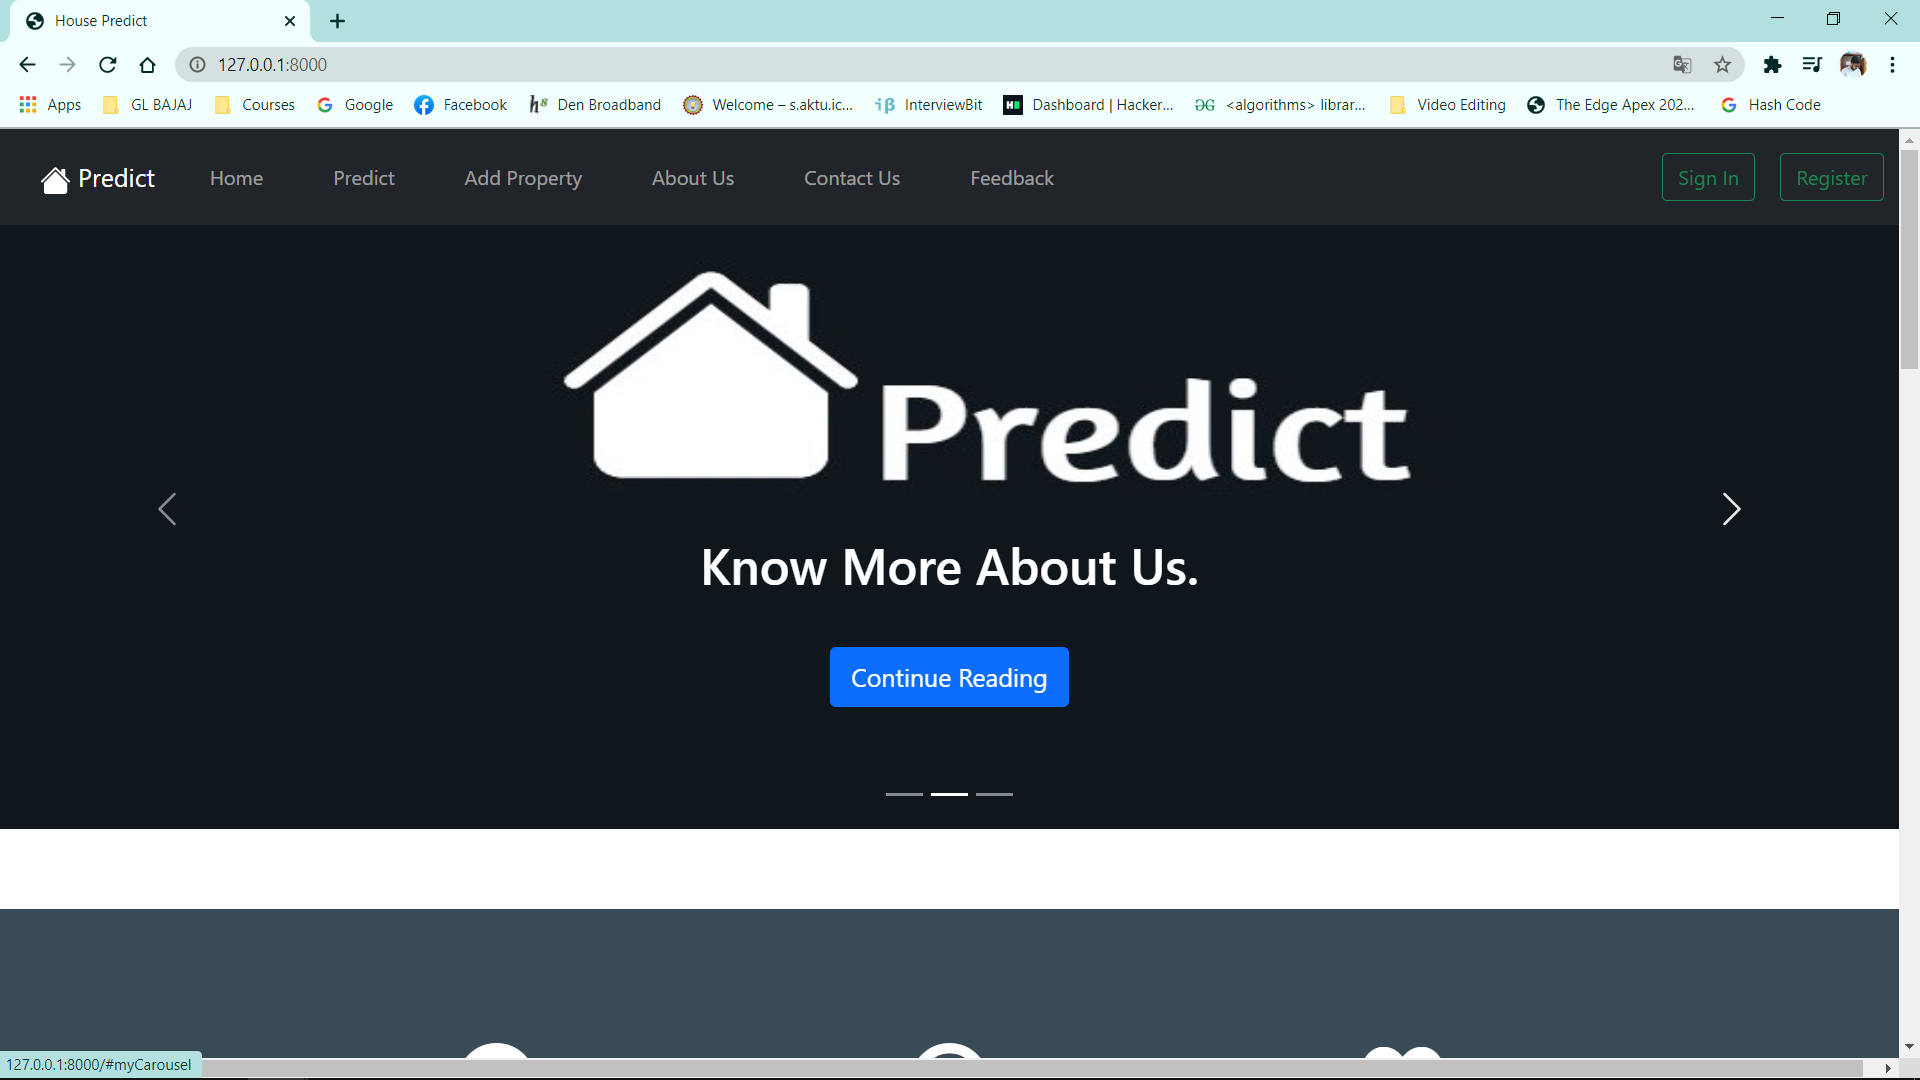 House Predict
127.0.0.1:8000
Apps GL BAJAJ Courses Google Facebook Den Broadband Welcome – s.aktu.ic... InterviewBit Dashboard | Hacker... <algorithms> librar... Video Editing The Edge Apex 202... Hash Code
Predict Home Predict Add Property About Us Contact Us Feedback Sign In Register
Predict
Know More About Us.
Continue Reading
127.0.0.1:8000/#myCarousel